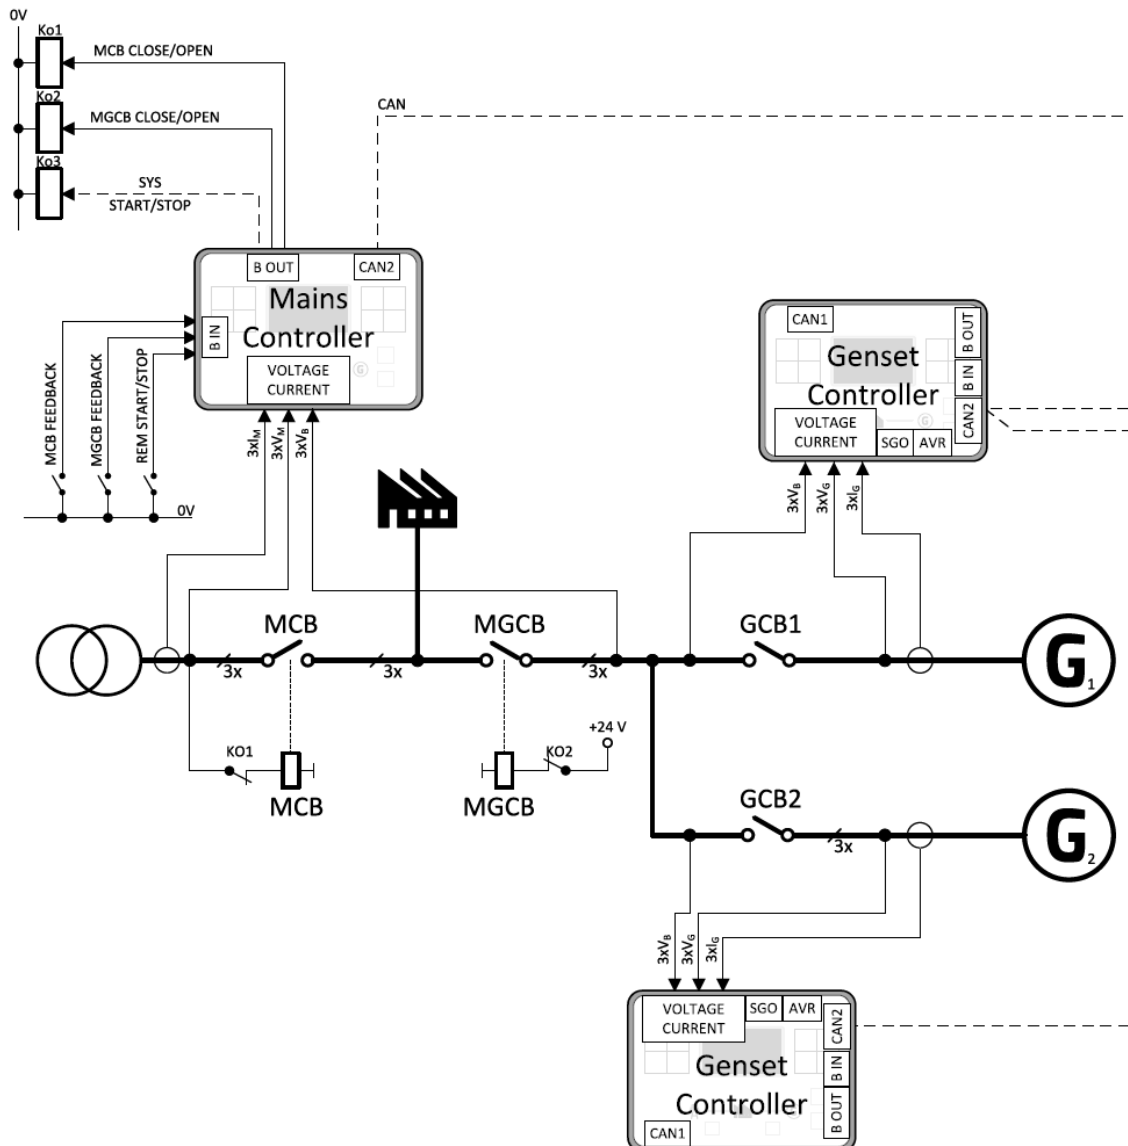 0V
Ko1
MCB CLOSE/OPEN
Ko2
MGCB CLOSE/OPEN
CAN
Ko3
SYS
START/STOP
B OUT
CAN2
Mains
Controller
B IN
VOLTAGE
CURRENT
G
MCB FEEDBACK
MGCB FEEDBACK
REM START/STOP
0V
3xIM
3xVM
3xVB
CAN1
B OUT
Genset
Controller
B IN
CAN2
VOLTAGE
CURRENT
SGO
AVR
G
3xVB
3xVG
3xIG
MCB
MGCB
GCB1
3x
3x
3x
G1
KO1
MCB
KO2
+24 V
MGCB
GCB2
3x
G2
3xVB
3xVG
3xIG
VOLTAGE
CURRENT
SGO
AVR
CAN2
Genset
Controller
B IN
B OUT
CAN1